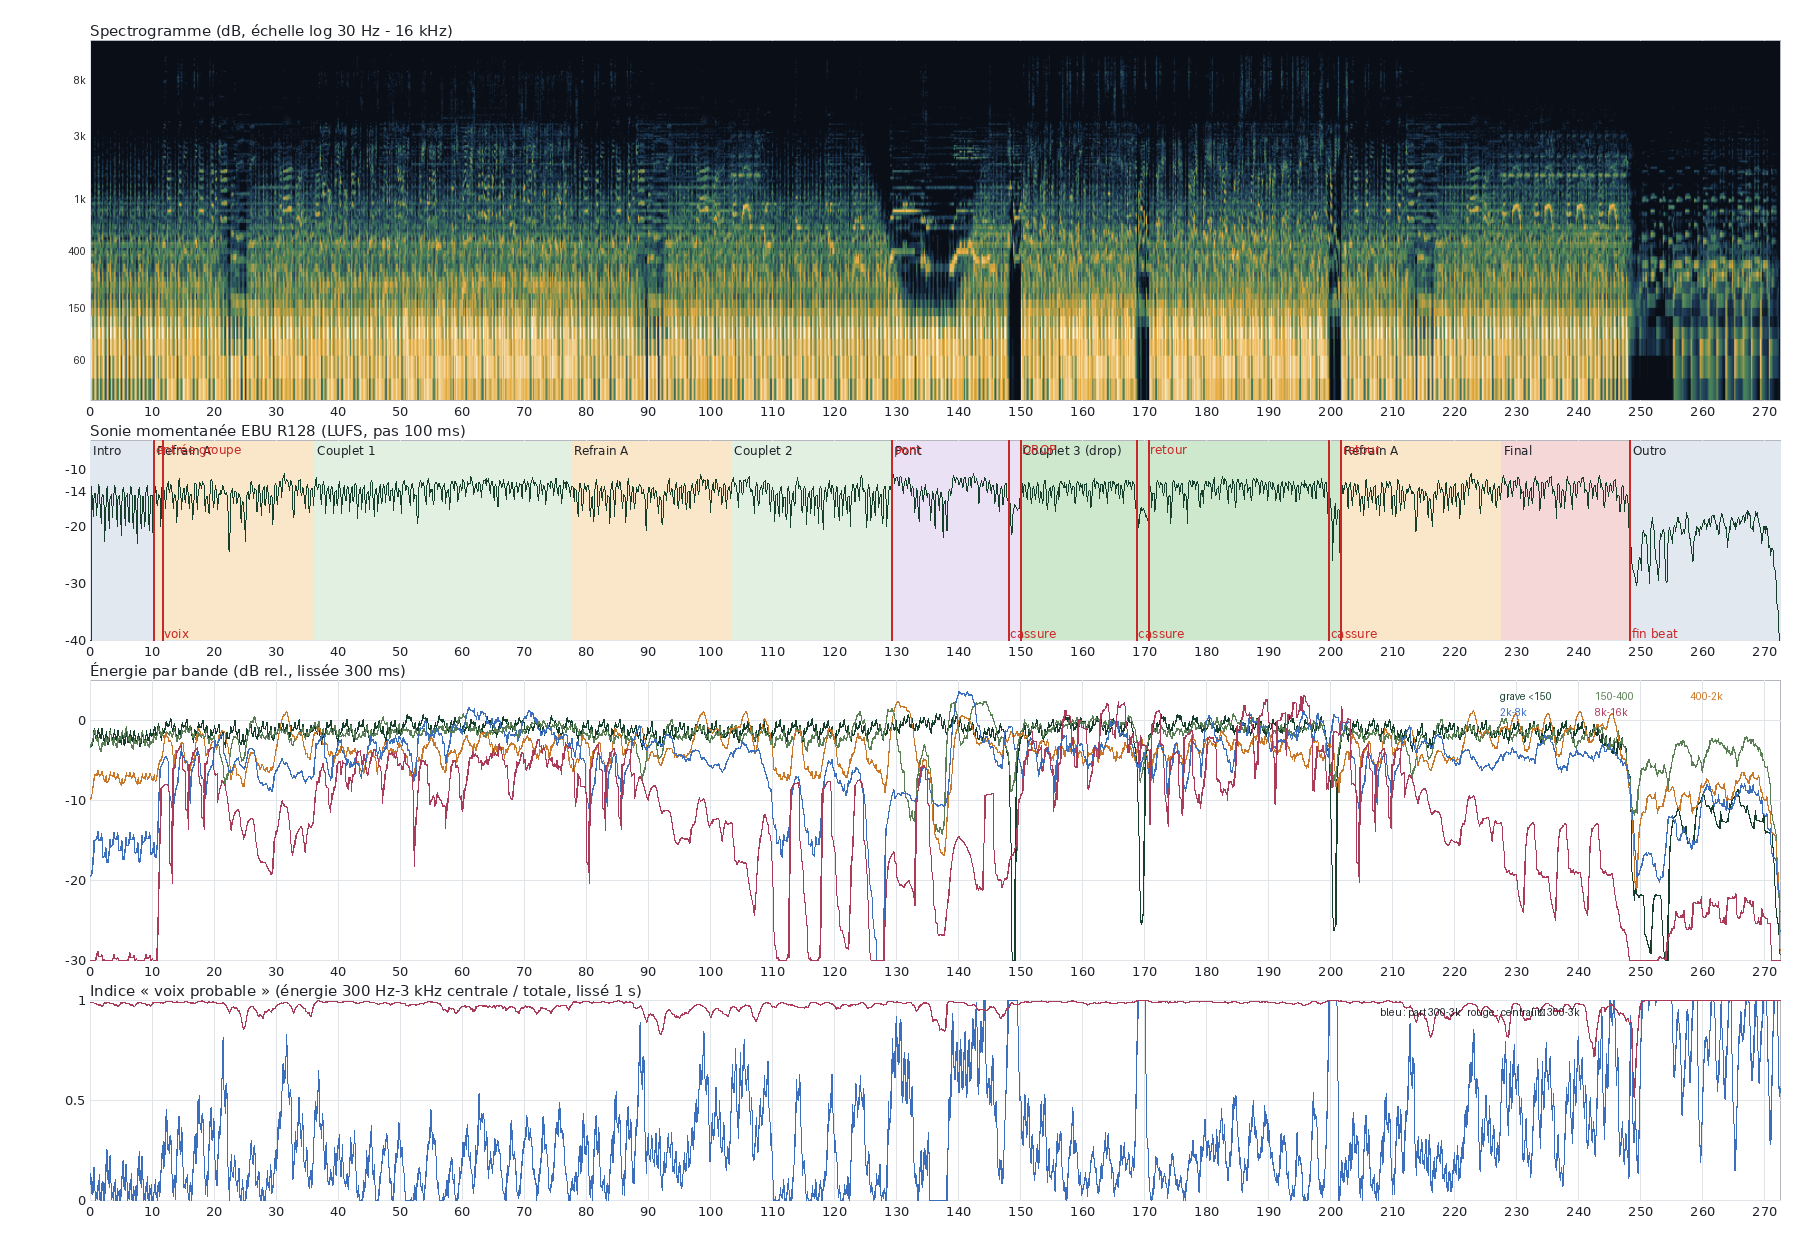 Spectrogramme (dB, échelle log 30 Hz - 16 kHz)
8k
3k
1k
400
150
60
0 10 20 30 40 50 60 70 80 90 100 110 120 130 140 150 160 170 180 190 200 210 220 230 240 250 260 270
Sonie momentanée EBU R128 (LUFS, pas 100 ms)
Intro Refrain A groupe Couplet 1 Refrain A Couplet 2 Pont Couplet 3 (drop) retour Refrain A Final Outro
-10
-14
-20
-30
-40
voix cassure cassure cassure fin beat
0 10 20 30 40 50 60 70 80 90 100 110 120 130 140 150 160 170 180 190 200 210 220 230 240 250 260 270
Énergie par bande (dB rel., lissée 300 ms)
grave <150 150-400 400-2k
2k-8k 8k-16k
0
-10
-20
-30
0 10 20 30 40 50 60 70 80 90 100 110 120 130 140 150 160 170 180 190 200 210 220 230 240 250 260 270
Indice « voix probable » (énergie 300 Hz-3 kHz centrale / totale, lissé 1 s)
1
bleu: part 300-3k rouge: 300-3k
0.5
0
0 10 20 30 40 50 60 70 80 90 100 110 120 130 140 150 160 170 180 190 200 210 220 230 240 250 260 270